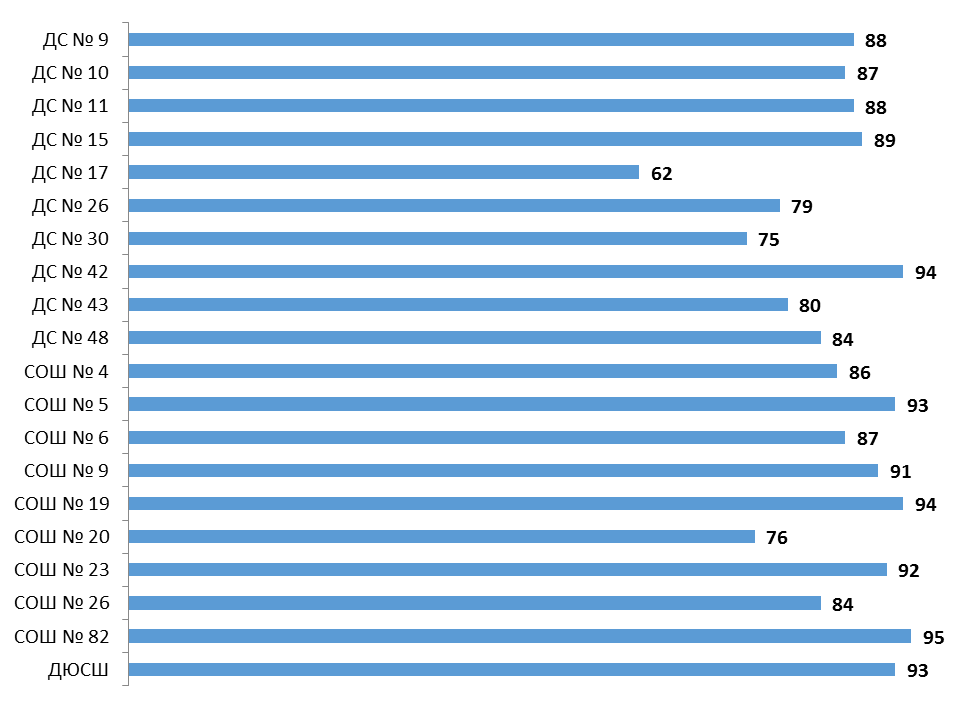 ДС № 9 88
ДС № 10 87
ДС № 11 88
ДС № 15 89
ДС № 17 62
ДС № 26 79
ДС № 30 75
ДС № 42 94
ДС № 43 80
ДС № 48 84
СОШ № 4 86
СОШ № 5 93
СОШ № 6 87
СОШ № 9 91
СОШ № 19 94
СОШ № 20 76
СОШ № 23 92
СОШ № 26 84
СОШ № 82 95
ДЮСШ 93